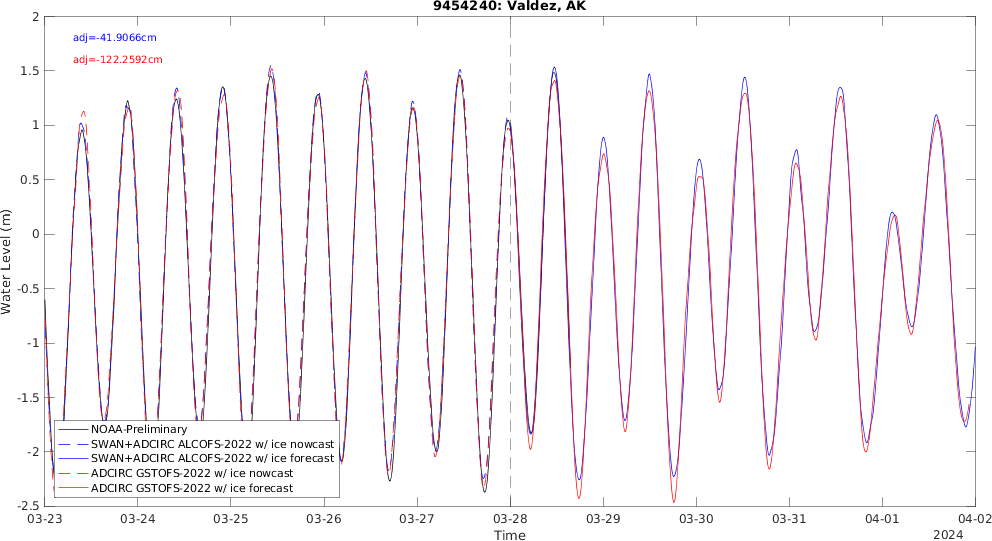 9454240: Valdez, AK
adj=-41.9066cm
adj=-122.2592cm
Water Level (m)
2
1.5
1
0.5
0
-0.5
-1
-1.5
-2
-2.5
NOAA-Preliminary
SWAN+ADCIRC ALCOFS-2022 w/ ice nowcast
SWAN+ADCIRC ALCOFS-2022 w/ ice forecast
ADCIRC GSTOFS-2022 w/ ice nowcast
ADCIRC GSTOFS-2022 w/ ice forecast
03-23 03-24 03-25 03-26 03-27 03-28 03-29 03-30 03-31 04-01 04-02
Time
2024